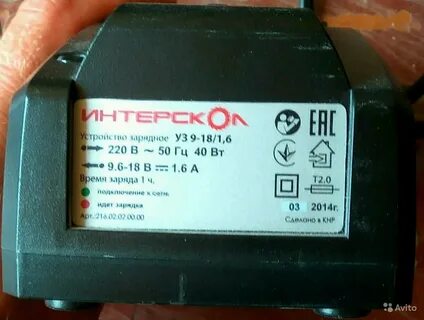 ИНТЕРСКОЛ
Устройство зарядное УЗ 9-18/1,6
220 В ~ 50 Гц 40 Вт
9.6-18 В 1.6 А
Время заряда 1 ч.
подключение к сети
идет зарядка
Арт.:216.02.02.00.00
EAC
T2.0
03 2014г.
Сделано в КНР
Avito